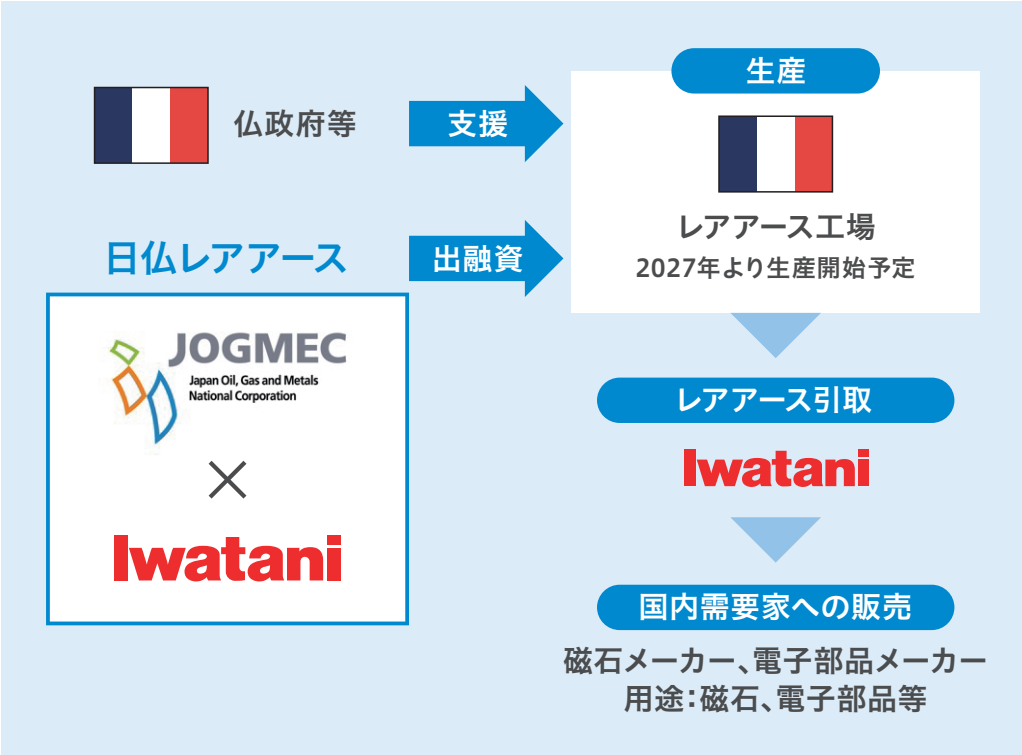 仏政府等
支援
日仏レアアース
出融資
JOGMEC
Japan Oil, Gas and Metals
National Corporation
×
Iwatani
生産
レアアース工場
2027年より生産開始予定
レアアース引取
Iwatani
国内需要家への販売
磁石メーカー、電子部品メーカー
用途：磁石、電子部品等